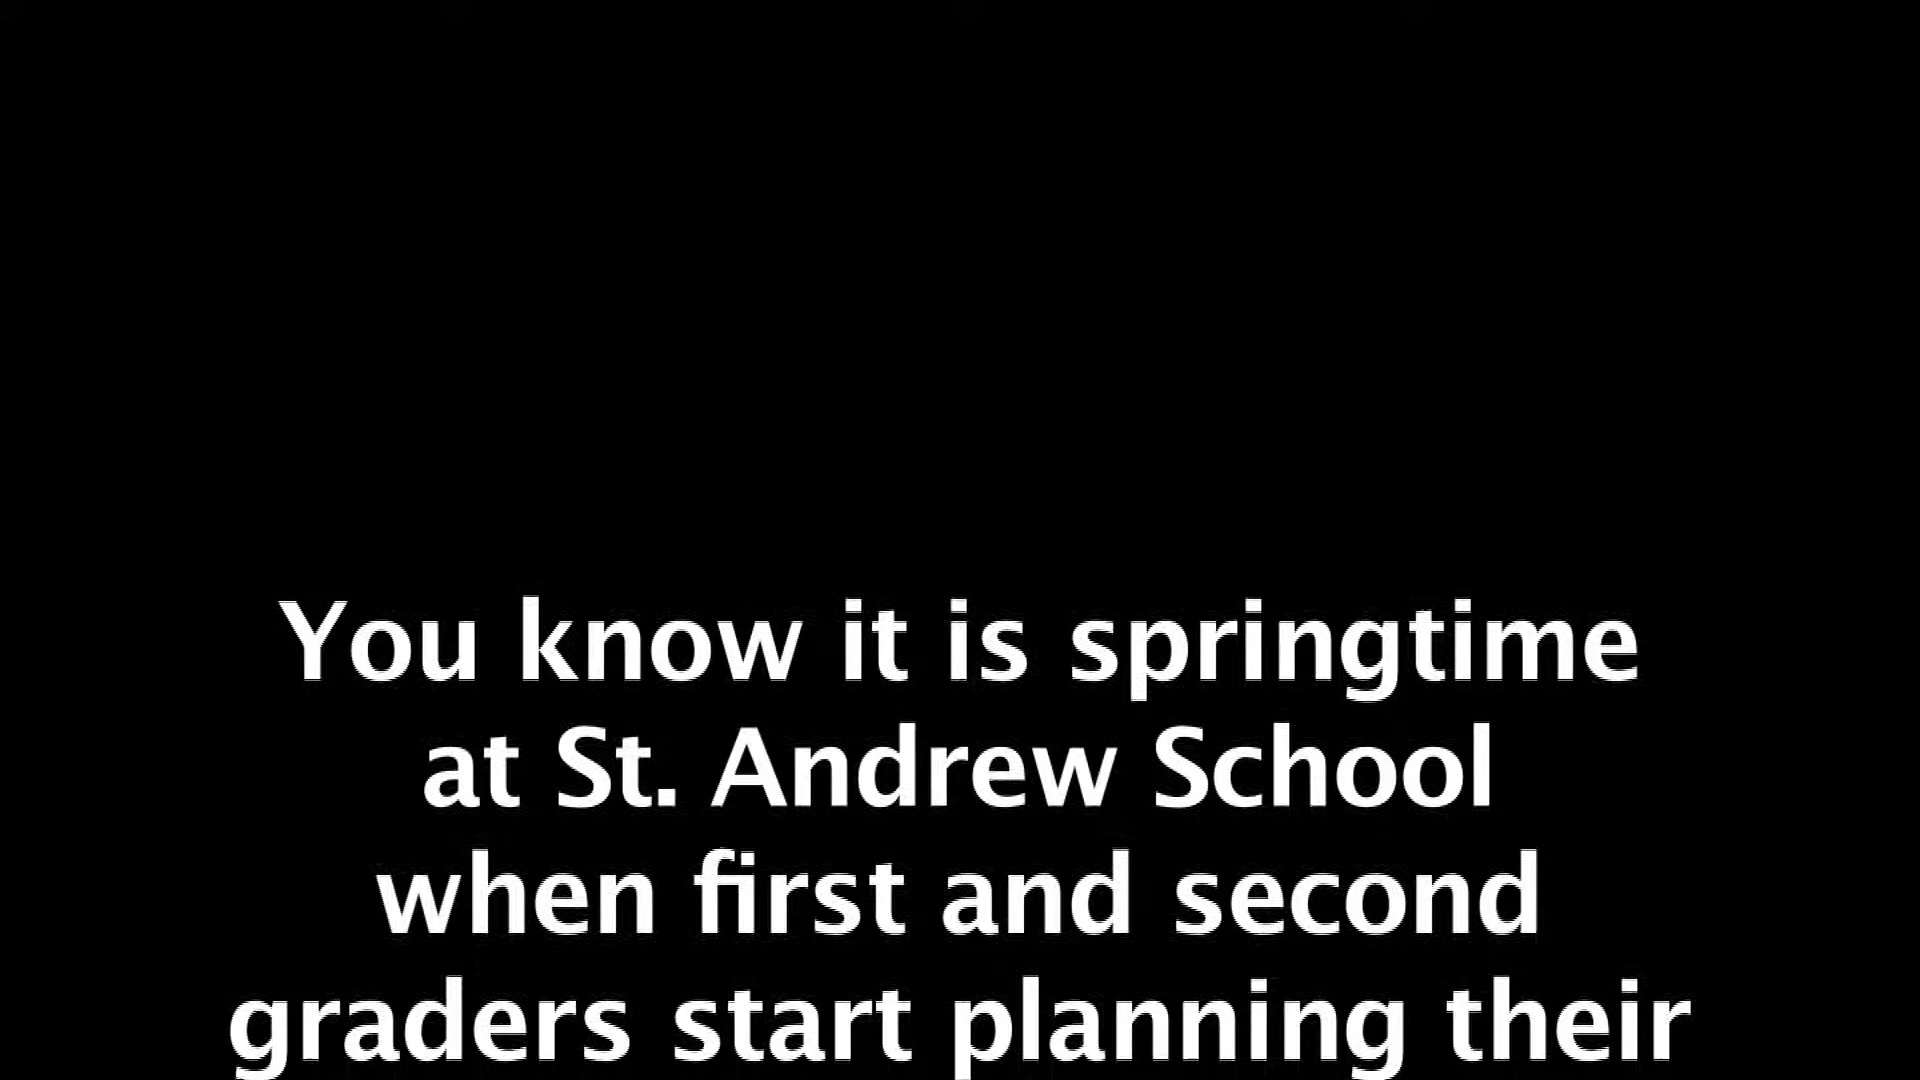 You know it is springtime
at St. Andrew School
when first and second
graders start planning their